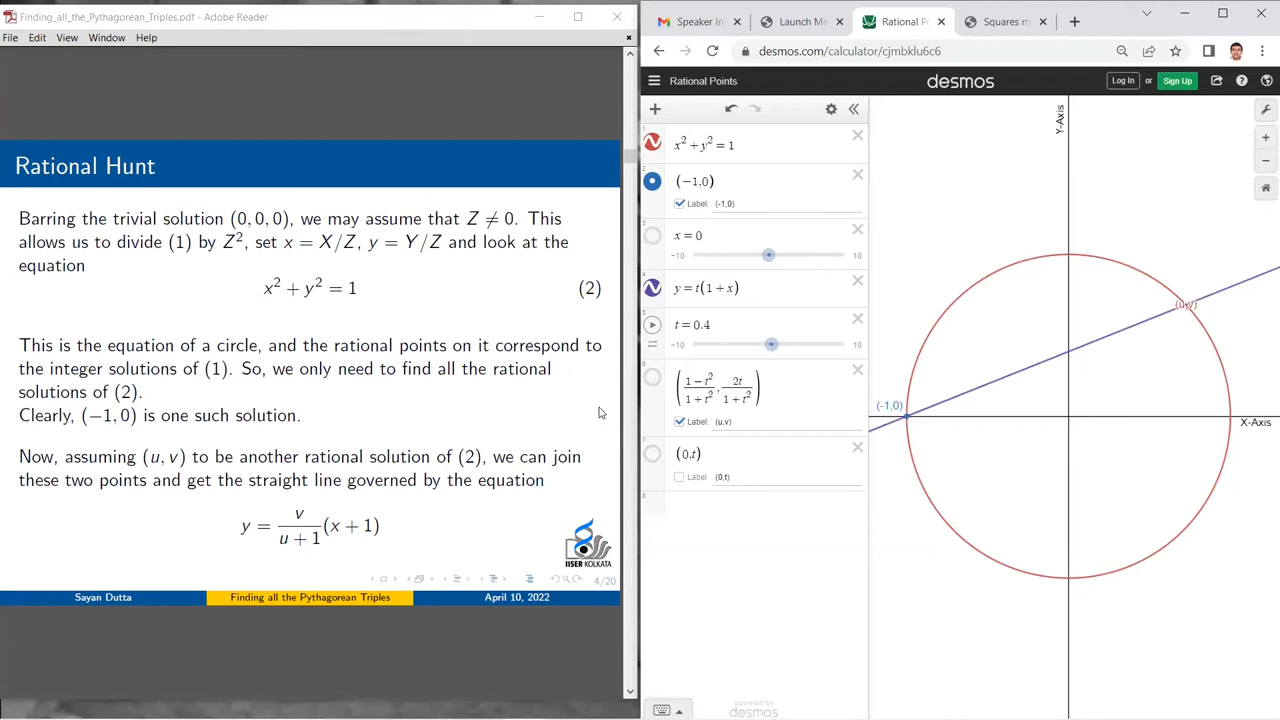 Finding_all_the_Pythagorean_Triples.pdf - Adobe Reader
File Edit View Window Help
Rational Hunt
Barring the trivial solution (0, 0, 0), we may assume that Z ≠ 0. This
allows us to divide (1) by Z², set x = X/Z, y = Y/Z and look at the
equation
x² + y² = 1 (2)
This is the equation of a circle, and the rational points on it correspond to
the integer solutions of (1). So, we only need to find all the rational
solutions of (2).
Clearly, (−1, 0) is one such solution.
Now, assuming (u, v) to be another rational solution of (2), we can join
these two points and get the straight line governed by the equation
y = v/(u + 1) (x + 1)
IISER KOLKATA
4/20
Sayan Dutta Finding all the Pythagorean Triples April 10, 2022
Speaker In
Launch Me
Rational Po
Squares m
desmos.com/calculator/cjmbklu6c6
Rational Points
desmos
Log In or Sign Up
1
x² + y² = 1
2
(−1,0)
Label: (-1,0)
3
x = 0
-10 10
4
y = t(1 + x)
5
t = 0.4
-10 10
6
((1−t²)/(1+t²), 2t/(1+t²))
Label: (u,v)
7
(0,t)
Label (0,t)
8
powered by
desmos
Y-Axis
(u,v)
(-1,0)
X-Axis